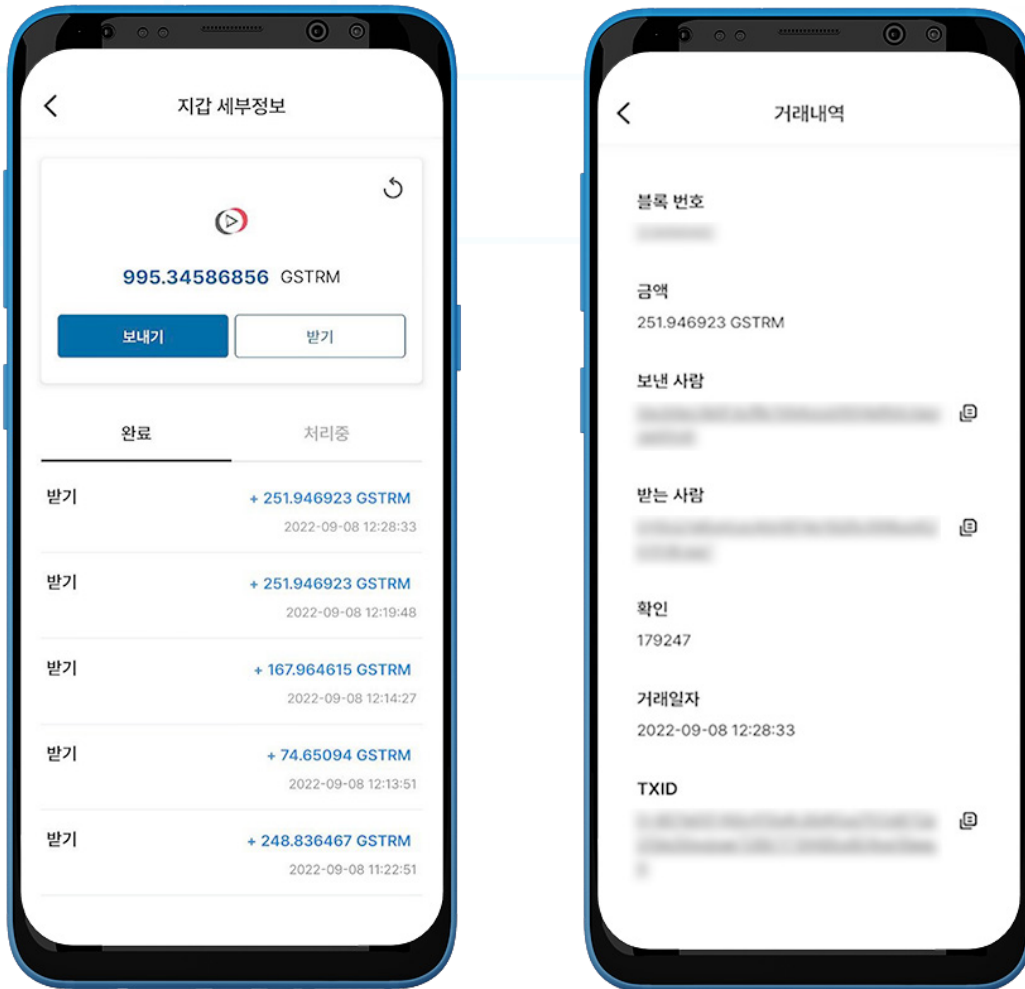 지갑 세부정보
995.34586856 GSTRM
보내기
받기
완료
처리중
받기
+ 251.946923 GSTRM
2022-09-08 12:28:33
받기
+ 251.946923 GSTRM
2022-09-08 12:19:48
받기
+ 167.964615 GSTRM
2022-09-08 12:14:27
받기
+ 74.65094 GSTRM
2022-09-08 12:13:51
받기
+ 248.836467 GSTRM
2022-09-08 11:22:51
거래내역
블록 번호
금액
251.946923 GSTRM
보낸 사람
받는 사람
확인
179247
거래일자
2022-09-08 12:28:33
TXID